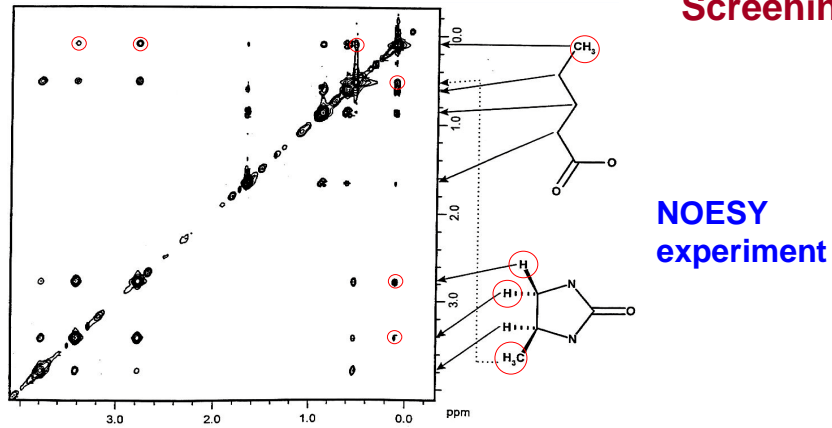 Screenin
0.0
1.0
2.0
3.0
3.0
2.0
1.0
0.0
ppm
CH₃
O
O
NOESY
experiment
H
H
H
H₃C
N
N
O